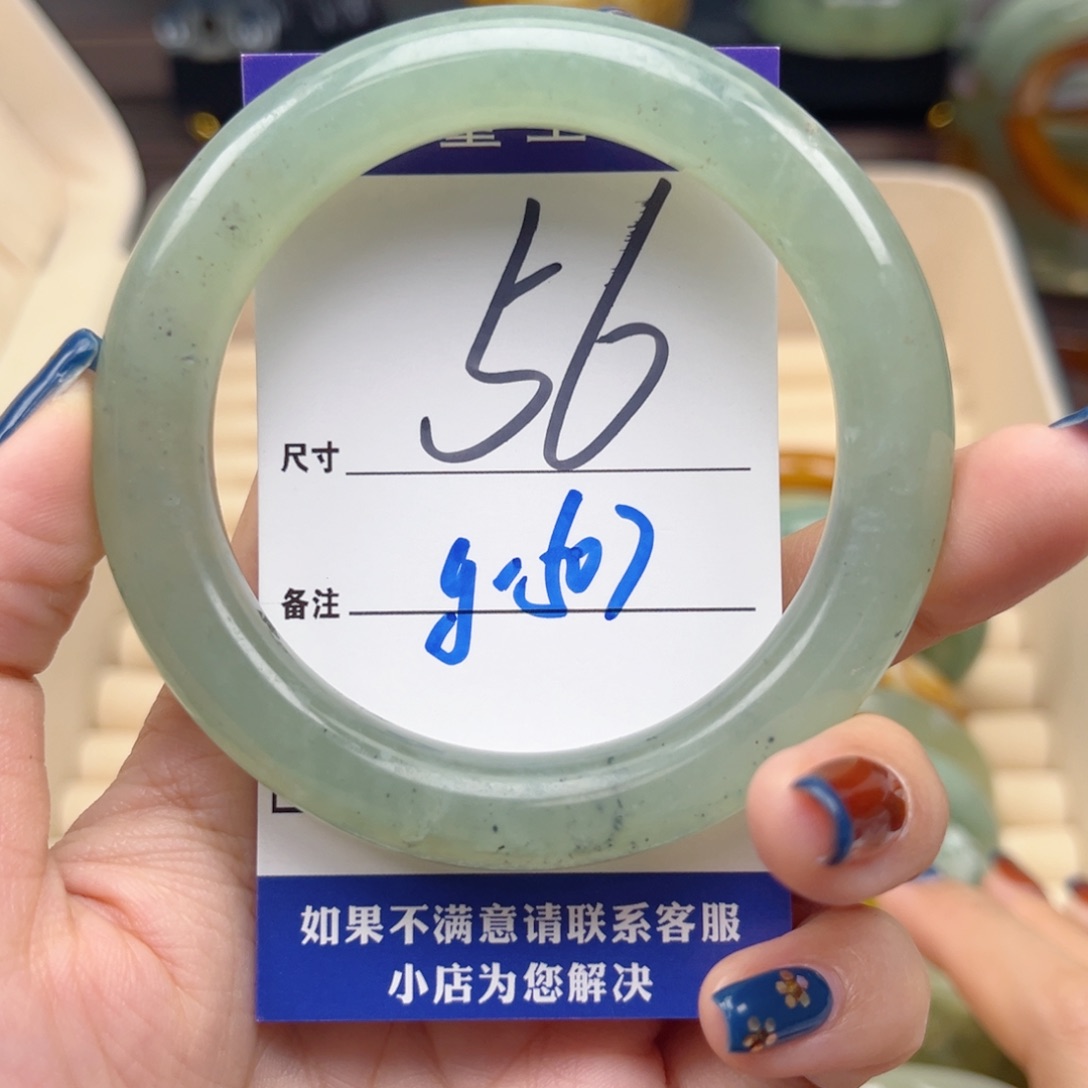 尺寸 56
备注
如果不满意请联系客服
小店为您解决